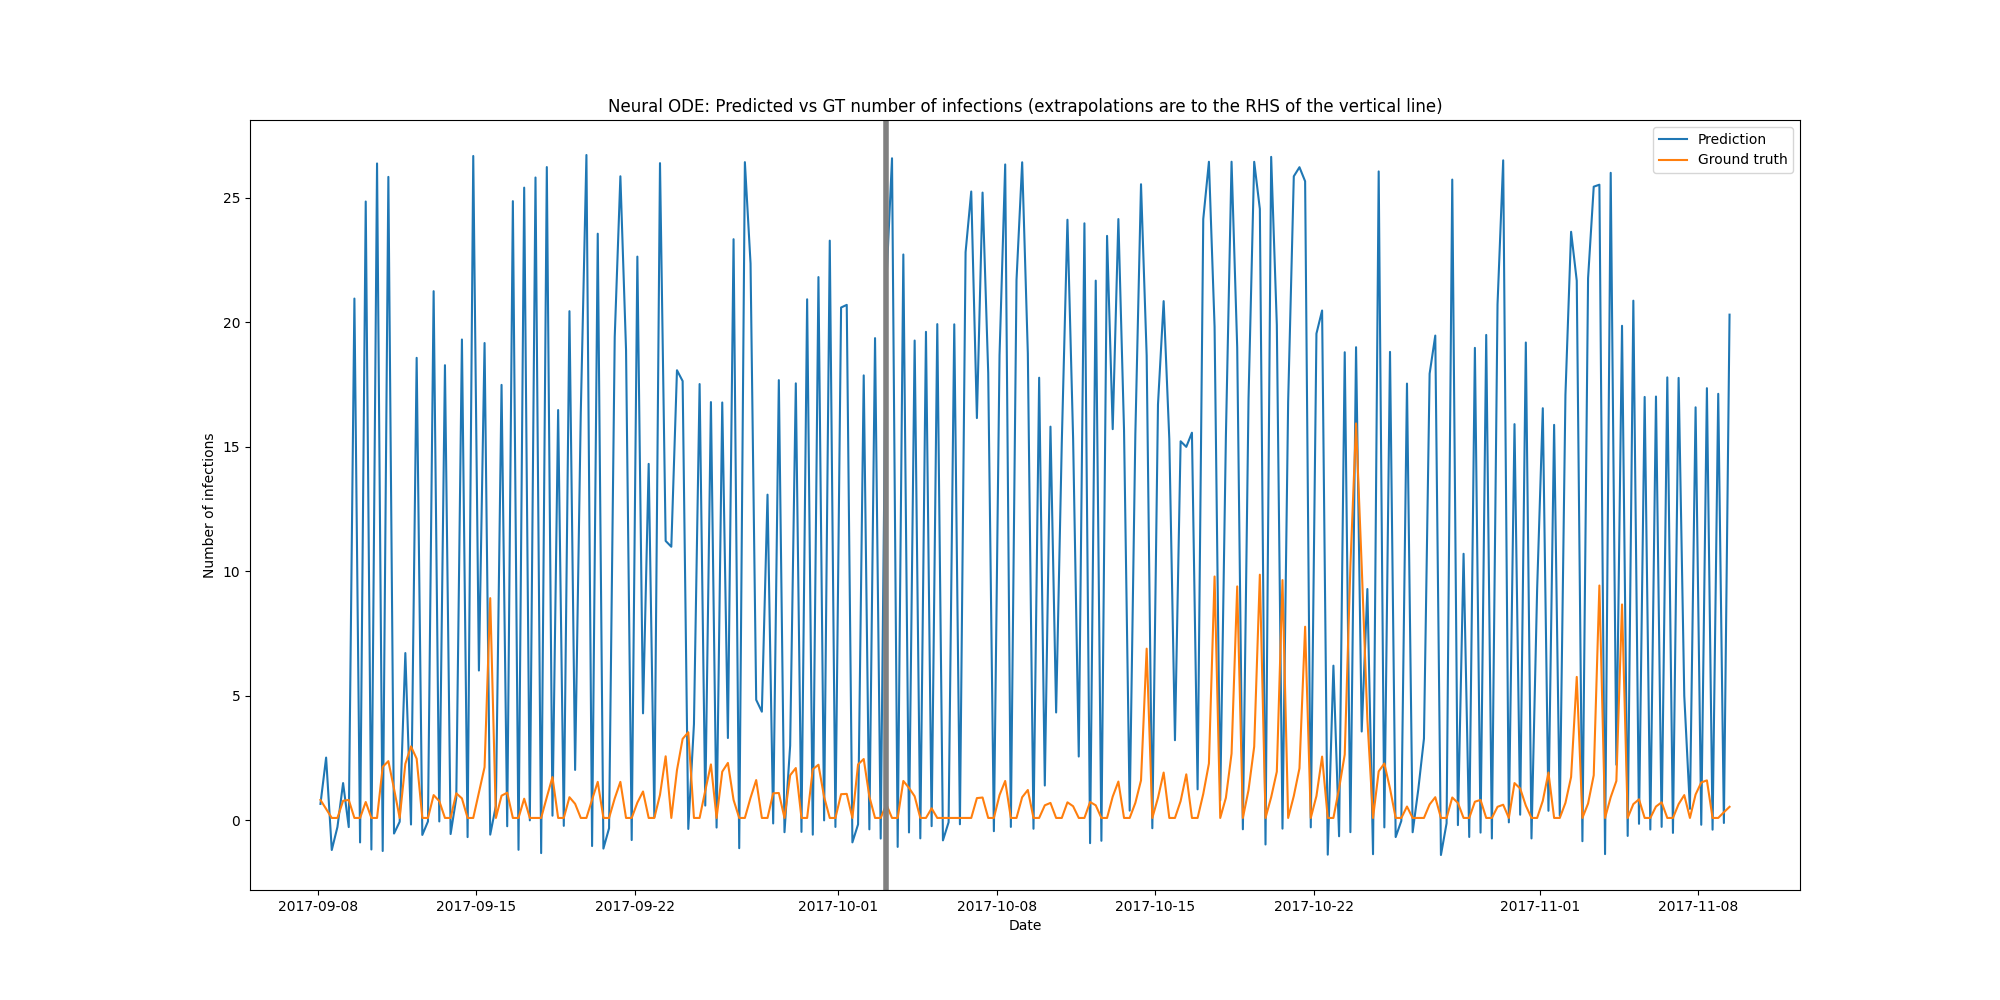 Neural ODE: Predicted vs GT number of infections (extrapolations are to the RHS of the vertical line)
Prediction
Ground truth
Number of infections
25
20
15
10
5
0
2017-09-08 2017-09-15 2017-09-22 2017-10-01 2017-10-08 2017-10-15 2017-10-22 2017-11-01 2017-11-08
Date